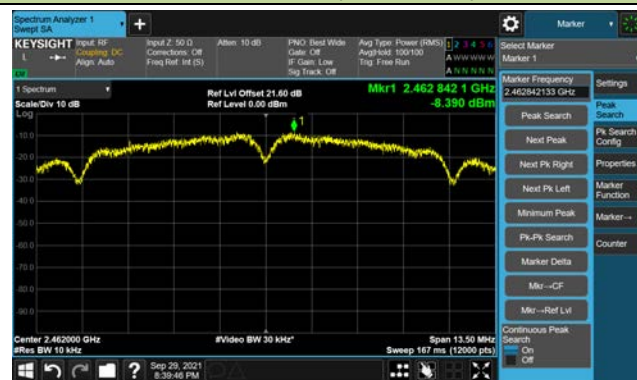 Spectrum Analyzer 1
Swept SA
+
Marker
KEYSIGHT
L
Input: RF
Coupling: DC
Align: Auto
Input Z: 50 Ω
Corrections: Off
Freq Ref: Int (S)
Atten: 10 dB
PNO: Best Wide
Gate: Off
IF Gain: Low
Sig Track: Off
Avg Type: Power (RMS)
Avg|Hold: 100/100
Trig: Free Run
1 2 3 4 5 6
A W W W W W
A N N N N N
Select Marker
Marker 1
1 Spectrum
Scale/Div 10 dB
Log
Ref Lvl Offset 21.60 dB
Ref Level 0.00 dBm
Mkr1 2.462 842 1 GHz
-8.390 dBm
1
-10.0
-20.0
-30.0
-40.0
-50.0
-60.0
-70.0
-80.0
-90.0
Center 2.462000 GHz
#Res BW 10 kHz
#Video BW 30 kHz*
Span 13.50 MHz
Sweep 167 ms (12000 pts)
Marker Frequency
2.462842133 GHz
Peak Search
Next Peak
Next Pk Right
Next Pk Left
Minimum Peak
Pk-Pk Search
Marker Delta
Mkr→CF
Mkr→Ref Lvl
Continuous Peak
Search
On
Off
Settings
Peak
Search
Pk Search
Config
Properties
Marker
Function
Marker→
Counter
?
Sep 29, 2021
8:39:46 PM